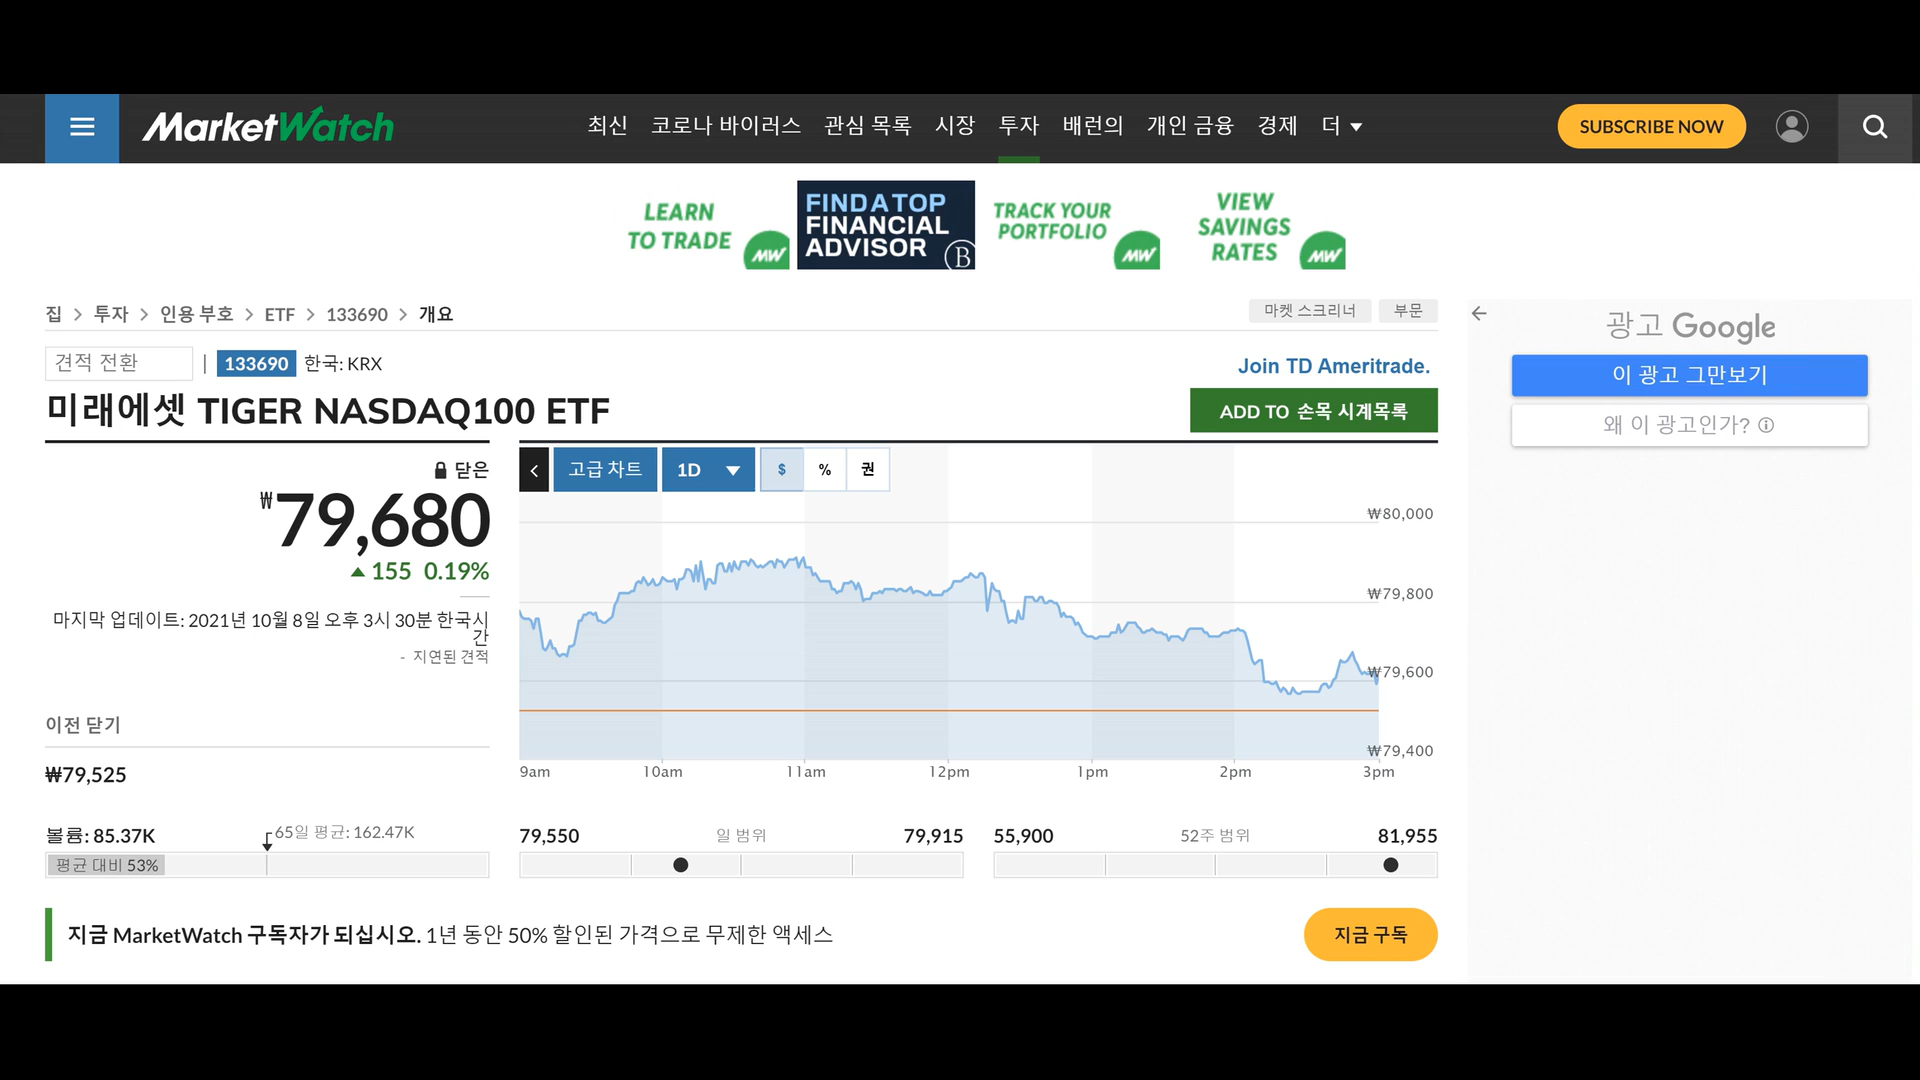 MarketWatch
최신 코로나 바이러스 관심 목록 시장 투자 배런의 개인 금융 경제 더
SUBSCRIBE NOW
LEARN
TO TRADE
MW
FIND A TOP
FINANCIAL
ADVISOR
B
TRACK YOUR
PORTFOLIO
MW
VIEW
SAVINGS
RATES
MW
집 > 투자 > 인용 부호 > ETF > 133690 > 개요
마켓 스크리너 부문
견적 전환 | 133690 한국: KRX
Join TD Ameritrade.
미래에셋 TIGER NASDAQ100 ETF
ADD TO 손목 시계목록
닫은
₩79,680
155 0.19%
마지막 업데이트: 2021년 10월 8일 오후 3시 30분 한국시
간
- 지연된 견적
이전 닫기
₩79,525
고급 차트 1D $ % 권
₩80,000
₩79,800
₩79,600
₩79,400
9am 10am 11am 12pm 1pm 2pm 3pm
볼륨: 85.37K 65일 평균: 162.47K
평균 대비 53%
79,550 일 범위 79,915
55,900 52주 범위 81,955
지금 MarketWatch 구독자가 되십시오. 1년 동안 50% 할인된 가격으로 무제한 액세스
지금 구독
광고 Google
이 광고 그만보기
왜 이 광고인가?